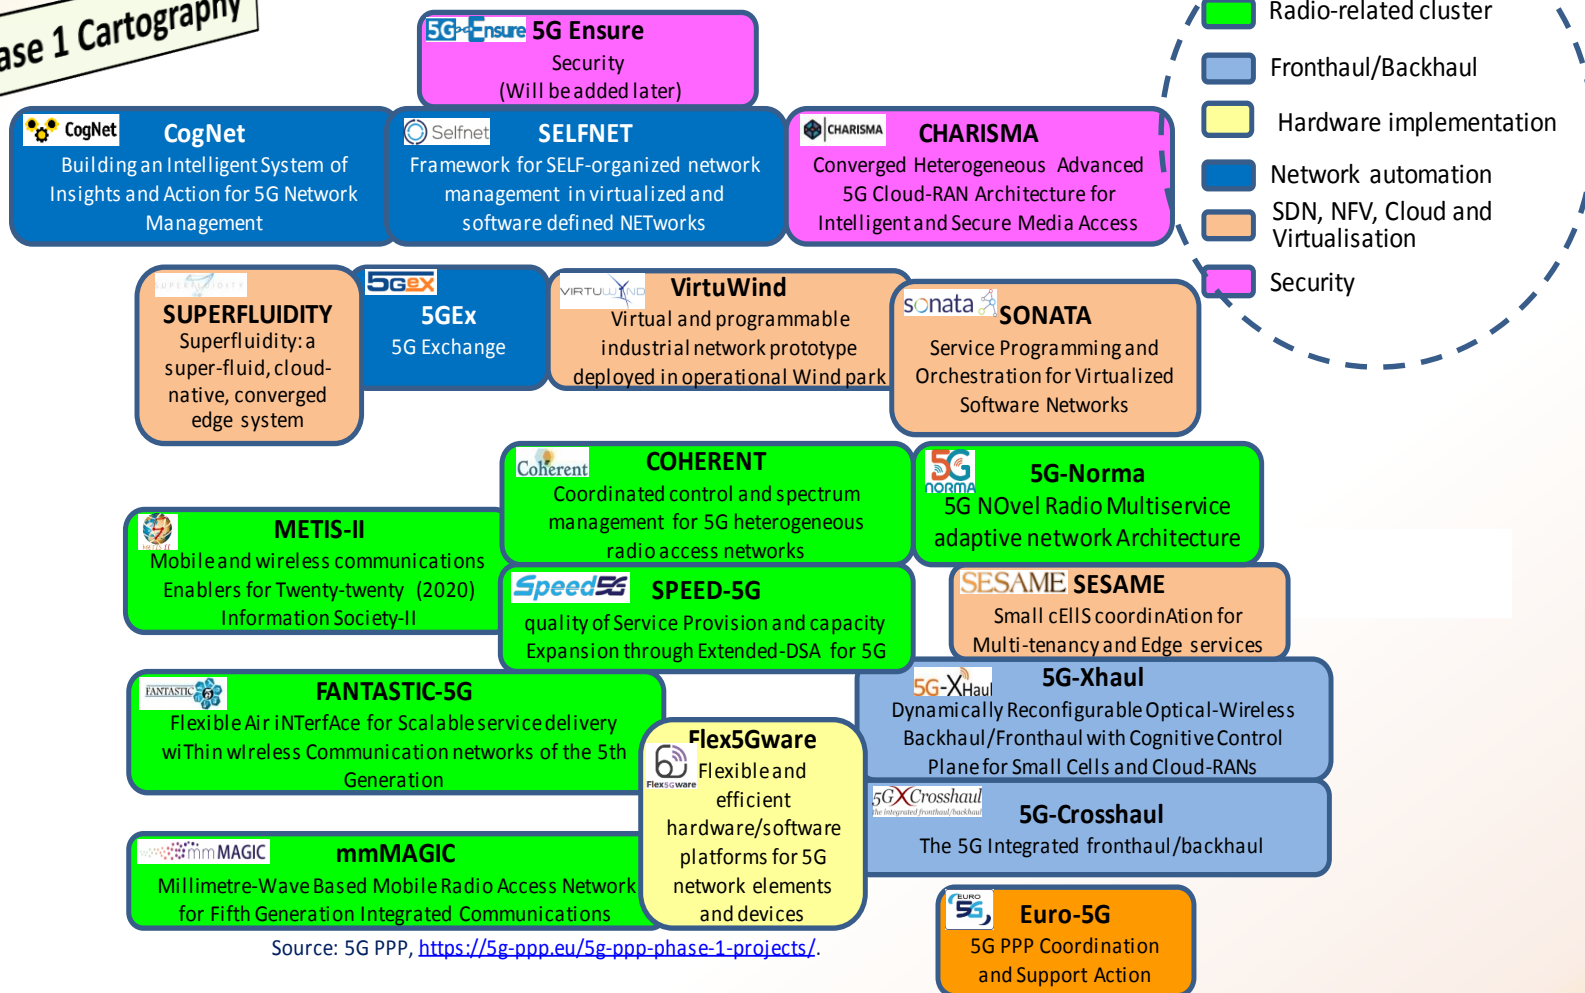 ase 1 Cartography
5G Ensure 5G Ensure
Security
(Will be added later)
Radio-related cluster
Fronthaul/Backhaul
Hardware implementation
Network automation
SDN, NFV, Cloud and
Virtualisation
Security
CogNet CogNet
Building an Intelligent System of
Insights and Action for 5G Network
Management
Selfnet SELFNET
Framework for SELF-organized network
management in virtualized and
software defined NETworks
CHARISMA CHARISMA
Converged Heterogeneous Advanced
5G Cloud-RAN Architecture for
Intelligent and Secure Media Access
SUPERFLUIDITY
SUPERFLUIDITY
Superfluidity: a
super-fluid, cloud-
native, converged
edge system
5GEX
5GEx
5G Exchange
VIRTUWIND VirtuWind
Virtual and programmable
industrial network prototype
deployed in operational Wind park
sonata SONATA
Service Programming and
Orchestration for Virtualized
Software Networks
Coherent COHERENT
Coordinated control and spectrum
management for 5G heterogeneous
radio access networks
5G NORMA 5G-Norma
5G NOvel Radio Multiservice
adaptive network Architecture
METIS II METIS-II
Mobile and wireless communications
Enablers for Twenty-twenty (2020)
Information Society-II
Speed5G SPEED-5G
quality of Service Provision and capacity
Expansion through Extended-DSA for 5G
SESAME SESAME
Small cEllS coordinAtion for
Multi-tenancy and Edge services
FANTASTIC 5G FANTASTIC-5G
Flexible Air iNTerfAce for Scalable service delivery
wiThin wIreless Communication networks of the 5th
Generation
Flex5Gware Flex5Gware
Flexible and
efficient
hardware/software
platforms for 5G
network elements
and devices
5G-XHaul 5G-Xhaul
Dynamically Reconfigurable Optical-Wireless
Backhaul/Fronthaul with Cognitive Control
Plane for Small Cells and Cloud-RANs
5GXCrosshaul
the integrated fronthaul/backhaul
5G-Crosshaul
The 5G Integrated fronthaul/backhaul
mmMAGIC mmMAGIC
Millimetre-Wave Based Mobile Radio Access Network
for Fifth Generation Integrated Communications
EURO 5G Euro-5G
5G PPP Coordination
and Support Action
Source: 5G PPP, https://5g-ppp.eu/5g-ppp-phase-1-projects/.